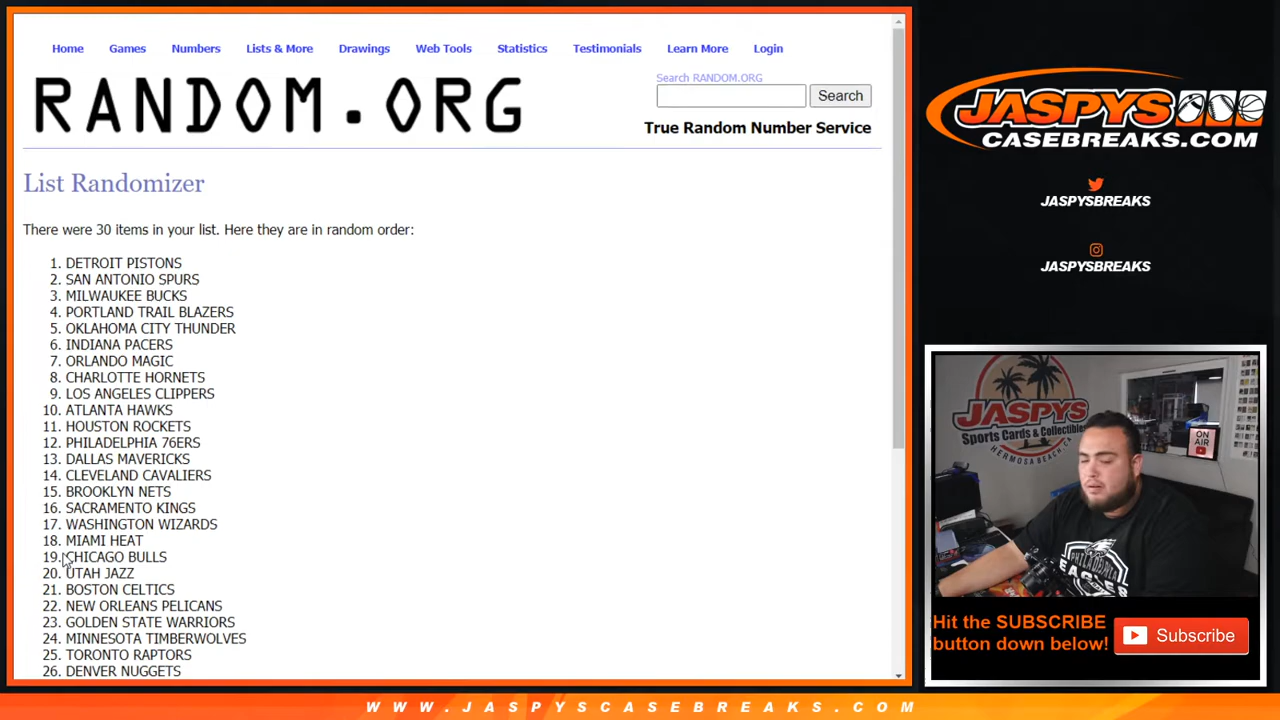 Home Games Numbers Lists & More Drawings Web Tools Statistics Testimonials Learn More Login
RANDOM.ORG
Search RANDOM.ORG
Search
True Random Number Service
List Randomizer
There were 30 items in your list. Here they are in random order:
1. DETROIT PISTONS
2. SAN ANTONIO SPURS
3. MILWAUKEE BUCKS
4. PORTLAND TRAIL BLAZERS
5. OKLAHOMA CITY THUNDER
6. INDIANA PACERS
7. ORLANDO MAGIC
8. CHARLOTTE HORNETS
9. LOS ANGELES CLIPPERS
10. ATLANTA HAWKS
11. HOUSTON ROCKETS
12. PHILADELPHIA 76ERS
13. DALLAS MAVERICKS
14. CLEVELAND CAVALIERS
15. BROOKLYN NETS
16. SACRAMENTO KINGS
17. WASHINGTON WIZARDS
18. MIAMI HEAT
19. CHICAGO BULLS
20. UTAH JAZZ
21. BOSTON CELTICS
22. NEW ORLEANS PELICANS
23. GOLDEN STATE WARRIORS
24. MINNESOTA TIMBERWOLVES
25. TORONTO RAPTORS
26. DENVER NUGGETS
JASPYS
CASEBREAKS.COM
JASPYSBREAKS
JASPYSBREAKS
JASPYS
Sports Cards & Collectibles
HERMOSA BEACH, CA
ON AIR
PHILADELPHIA
EAGLES
Hit the SUBSCRIBE
button down below!
Subscribe
WWW.JASPYSCASEBREAKS.COM